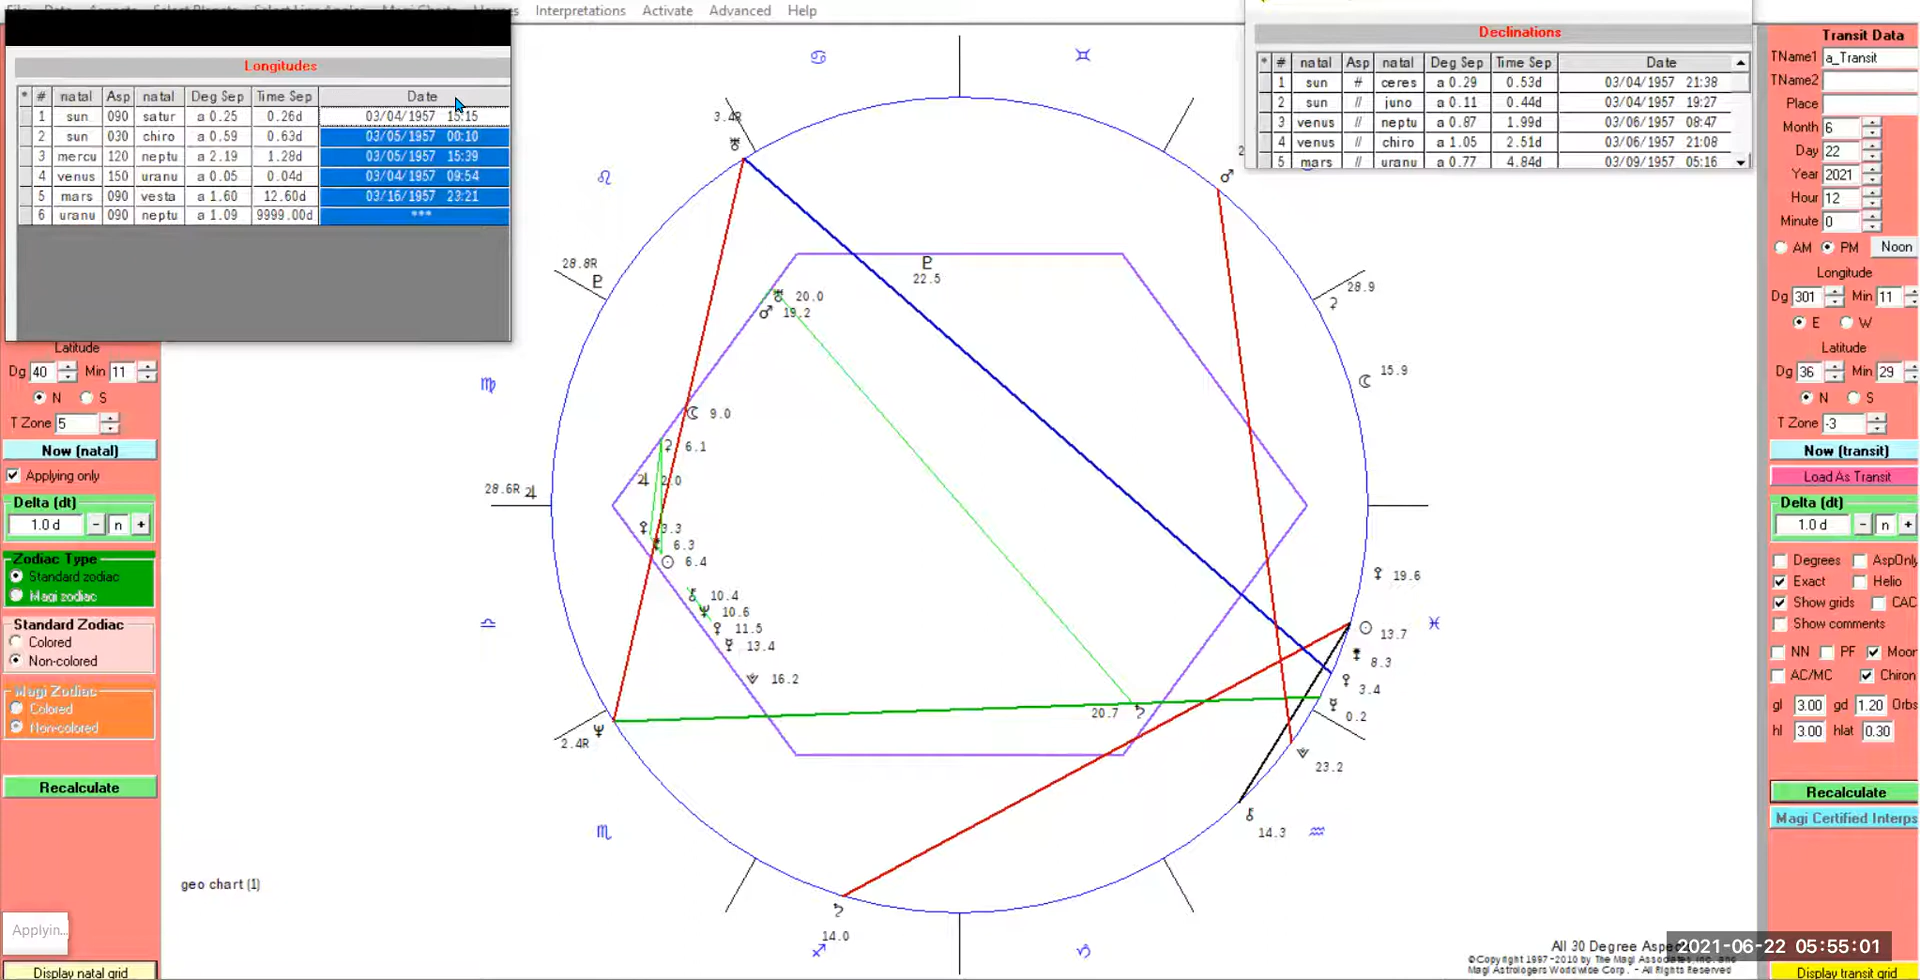 Interpretations Activate Advanced Help
Longitudes
* # natal Asp natal Deg Sep Time Sep Date
1 sun 090 satur a 0.25 0.26d 03/04/1957 15:15
2 sun 030 chiro a 0.59 0.63d 03/05/1957 00:10
3 mercu 120 neptu a 2.19 1.28d 03/05/1957 15:39
4 venus 150 uranu a 0.05 0.04d 03/04/1957 09:54
5 mars 090 vesta a 1.60 12.60d 03/16/1957 23:21
6 uranu 090 neptu a 1.09 9999.00d ***
Declinations
* # natal Asp natal Deg Sep Time Sep Date
1 sun # ceres a 0.29 0.53d 03/04/1957 21:38
2 sun // juno a 0.11 0.44d 03/04/1957 19:27
3 venus // neptu a 0.87 1.99d 03/06/1957 08:47
4 venus // chiro a 1.05 2.51d 03/06/1957 21:08
5 mars // uranu a 0.77 4.84d 03/09/1957 05:16
Latitude
Dg 40 Min 11
N S
T Zone 5
Now (natal)
Applying only
Delta (dt)
1.0 d - n +
Zodiac Type
Standard zodiac
Magi zodiac
Standard Zodiac
Colored
Non-colored
Magi Zodiac
Colored
Non-colored
Recalculate
geo chart (1)
Applyin...
Display natal grid
28.8R
28.9
15.9
28.6R
19.6
13.7
8.3
3.4
0.2
23.2
14.3
14.0
2.4R
22.5
20.0
19.2
9.0
6.1
2.0
3.3
6.3
6.4
10.4
10.6
11.5
13.4
16.2
20.7
All 30 Degree
©Copyright 1997-2010 by The Magi
Magi Astrologers Worldwide Corp. - All Rights Reserved
2021-06-22 05:55:01
Transit Data
TName1 a_Transit
TName2
Place
Month 6
Day 22
Year 2021
Hour 12
Minute 0
AM PM Noon
Longitude
Dg 301 Min 11
E W
Latitude
Dg 36 Min 29
N S
T Zone -3
Now (transit)
Load As Transit
Delta (dt)
1.0 d - n +
Degrees AspOnly
Exact Helio
Show grids CAC
Show comments
NN PF Moon
AC/MC Chiron
gl 3.00 gd 1.20 Orbs
hl 3.00 hlat 0.30
Recalculate
Magi Certified Interps
Display transit grid